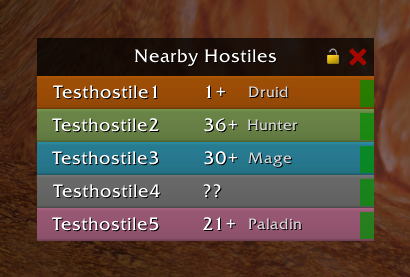 Nearby Hostiles
Testhostile1 1+ Druid
Testhostile2 36+ Hunter
Testhostile3 30+ Mage
Testhostile4 ??
Testhostile5 21+ Paladin